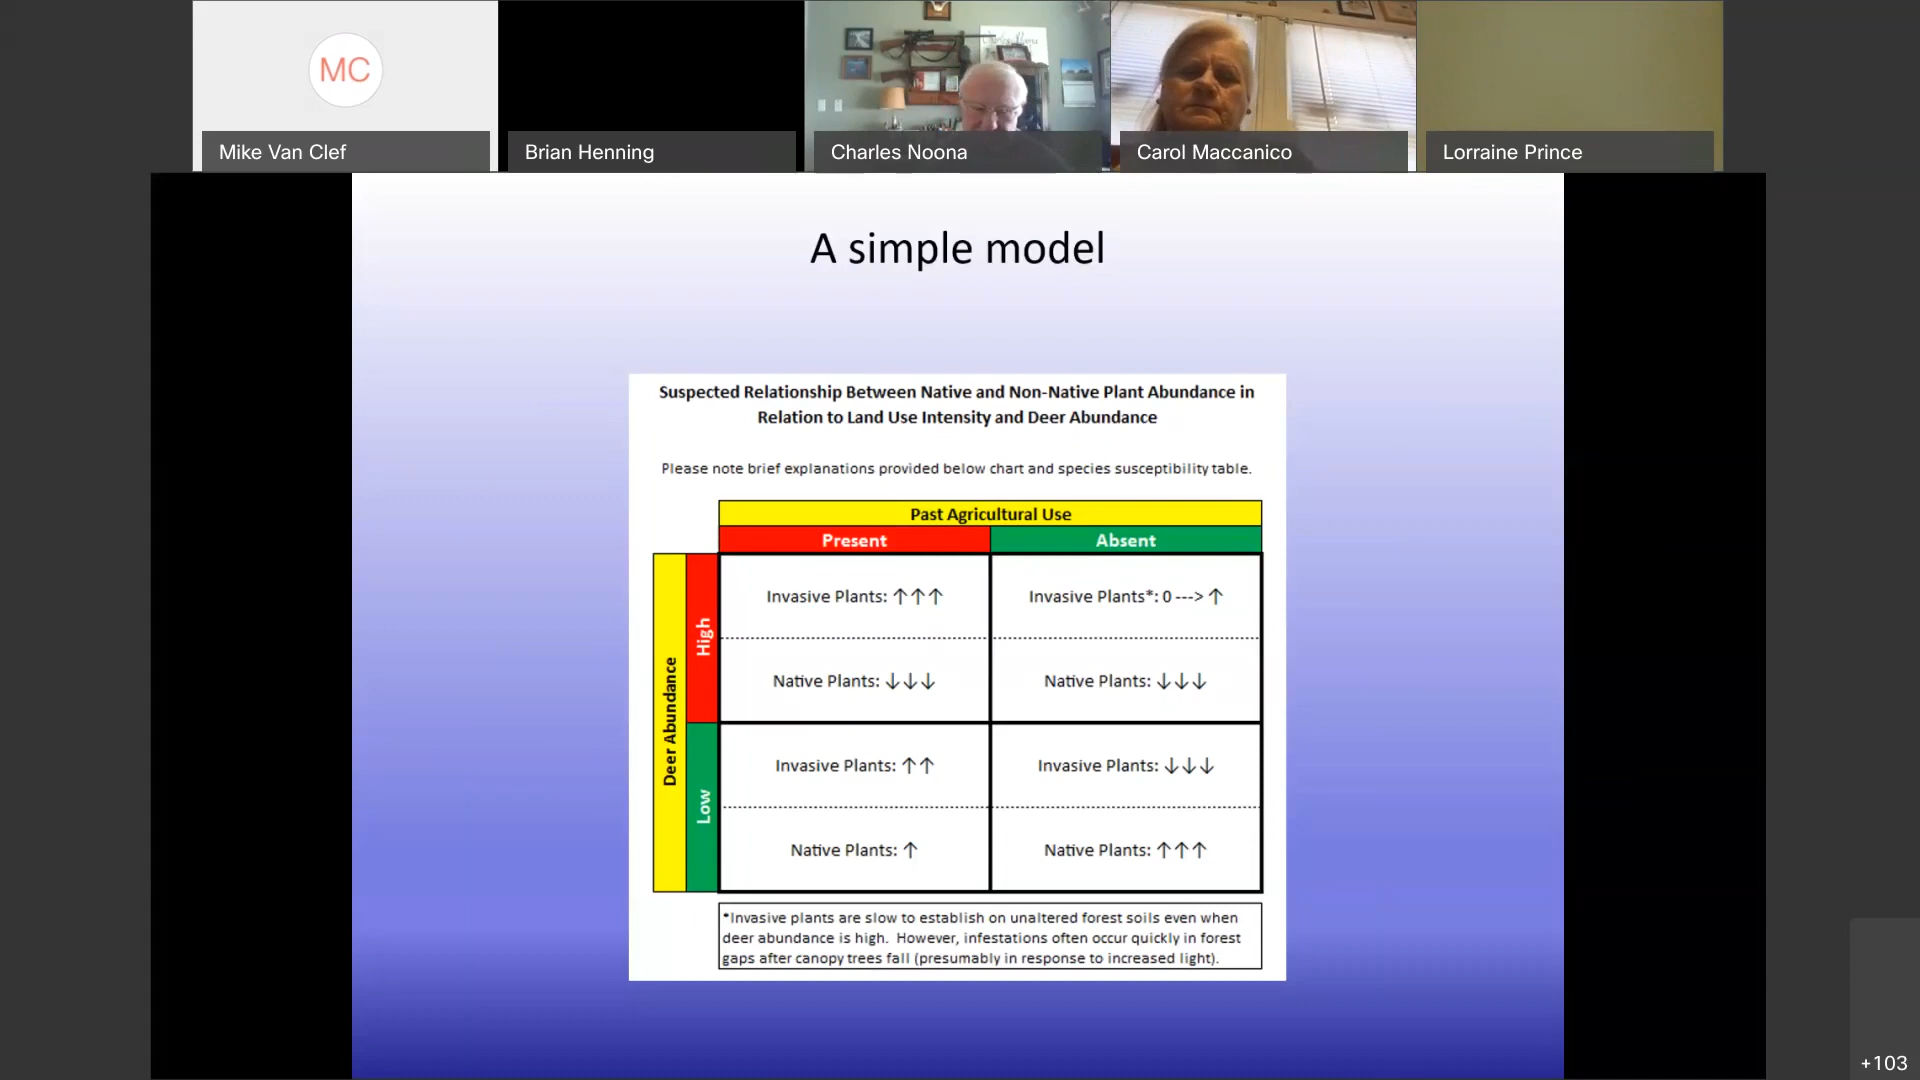 MC
Mike Van Clef
Brian Henning
Charles Noona
Carol Maccanico
Lorraine Prince
A simple model
Suspected Relationship Between Native and Non-Native Plant Abundance in
Relation to Land Use Intensity and Deer Abundance
Please note brief explanations provided below chart and species susceptibility table.
Past Agricultural Use
Present
Absent
Deer Abundance
High
Invasive Plants: ↑↑↑
Invasive Plants*: 0 ---> ↑
Native Plants: ↓↓↓
Native Plants: ↓↓↓
Low
Invasive Plants: ↑↑
Invasive Plants: ↓↓↓
Native Plants: ↑
Native Plants: ↑↑↑
*Invasive plants are slow to establish on unaltered forest soils even when
deer abundance is high. However, infestations often occur quickly in forest
gaps after canopy trees fall (presumably in response to increased light).
+103